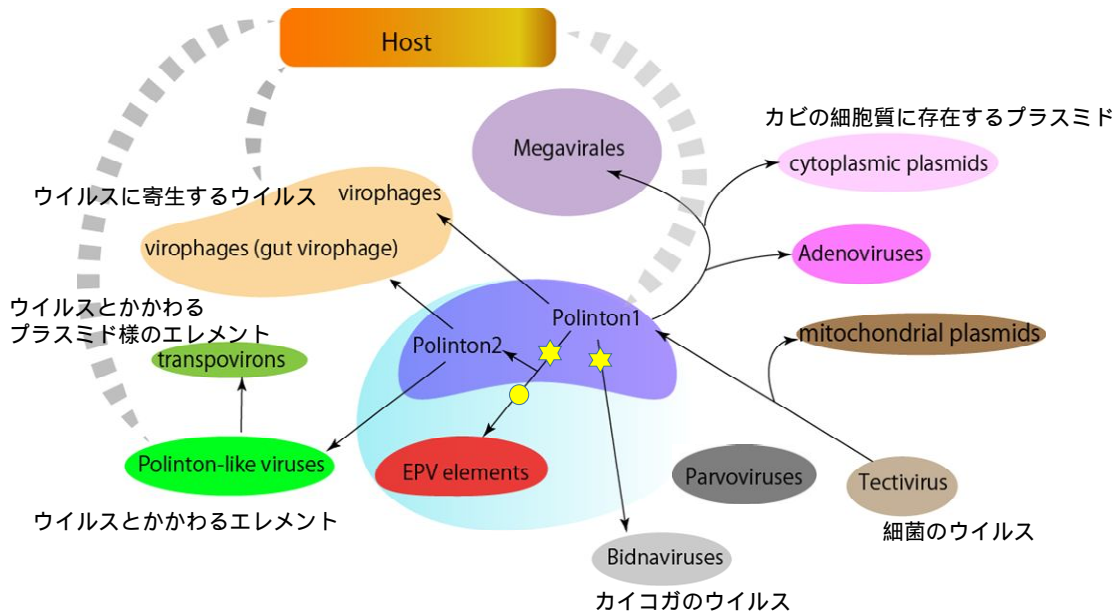 Host
カビの細胞質に存在するプラスミド
Megavirales
cytoplasmic plasmids
ウイルスに寄生するウイルス
virophages
virophages (gut virophage)
Adenoviruses
ウイルスとかかわる
プラスミド様のエレメント
Polinton1
mitochondrial plasmids
transpovirons
Polinton2
Polinton-like viruses
EPV elements
Parvoviruses
Tectivirus
ウイルスとかかわるエレメント
細菌のウイルス
Bidnaviruses
カイコガのウイルス